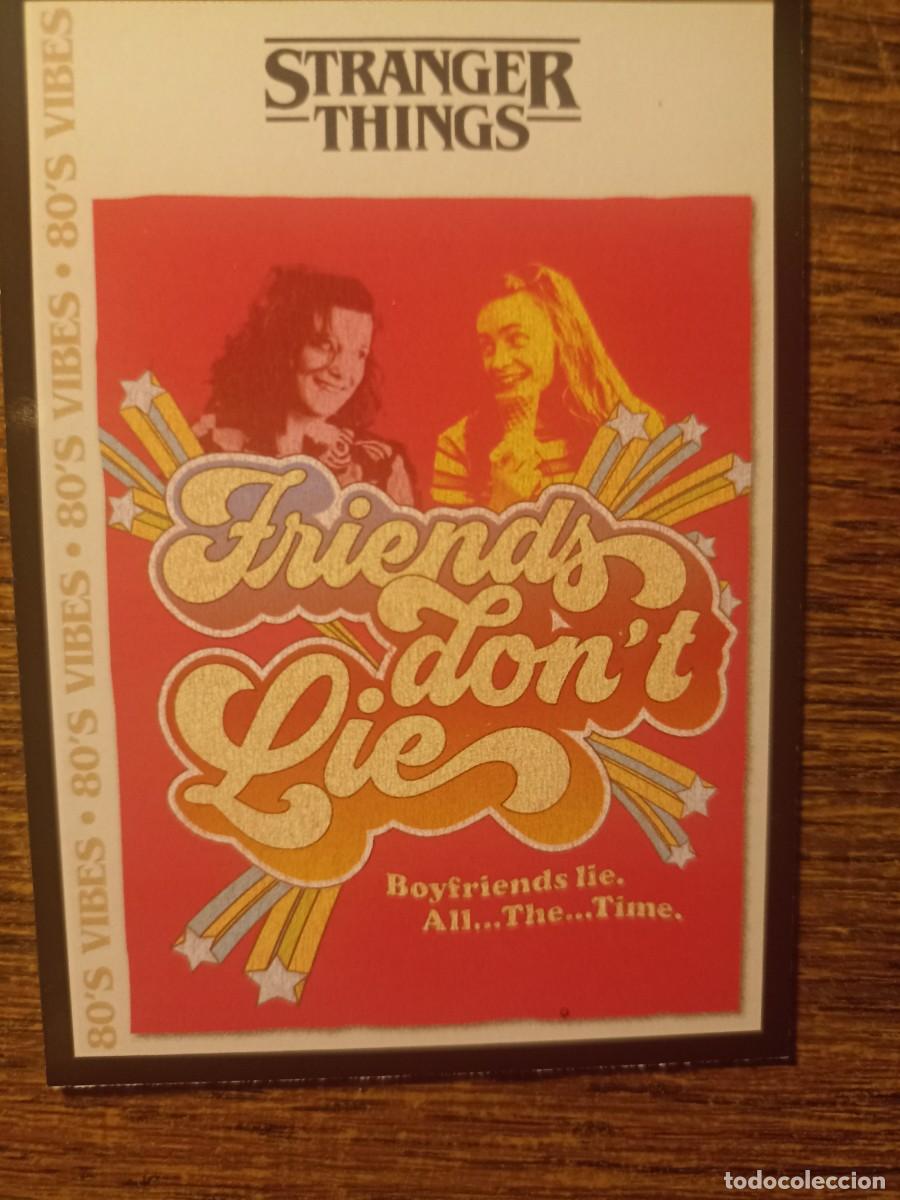 STRANGER
THINGS
80'S VIBES • 80'S VIBES • 80'S VIBES • 80'S VIBES
Friends
don't
Lie
Boyfriends lie.
All...The...Time.
todocoleccion